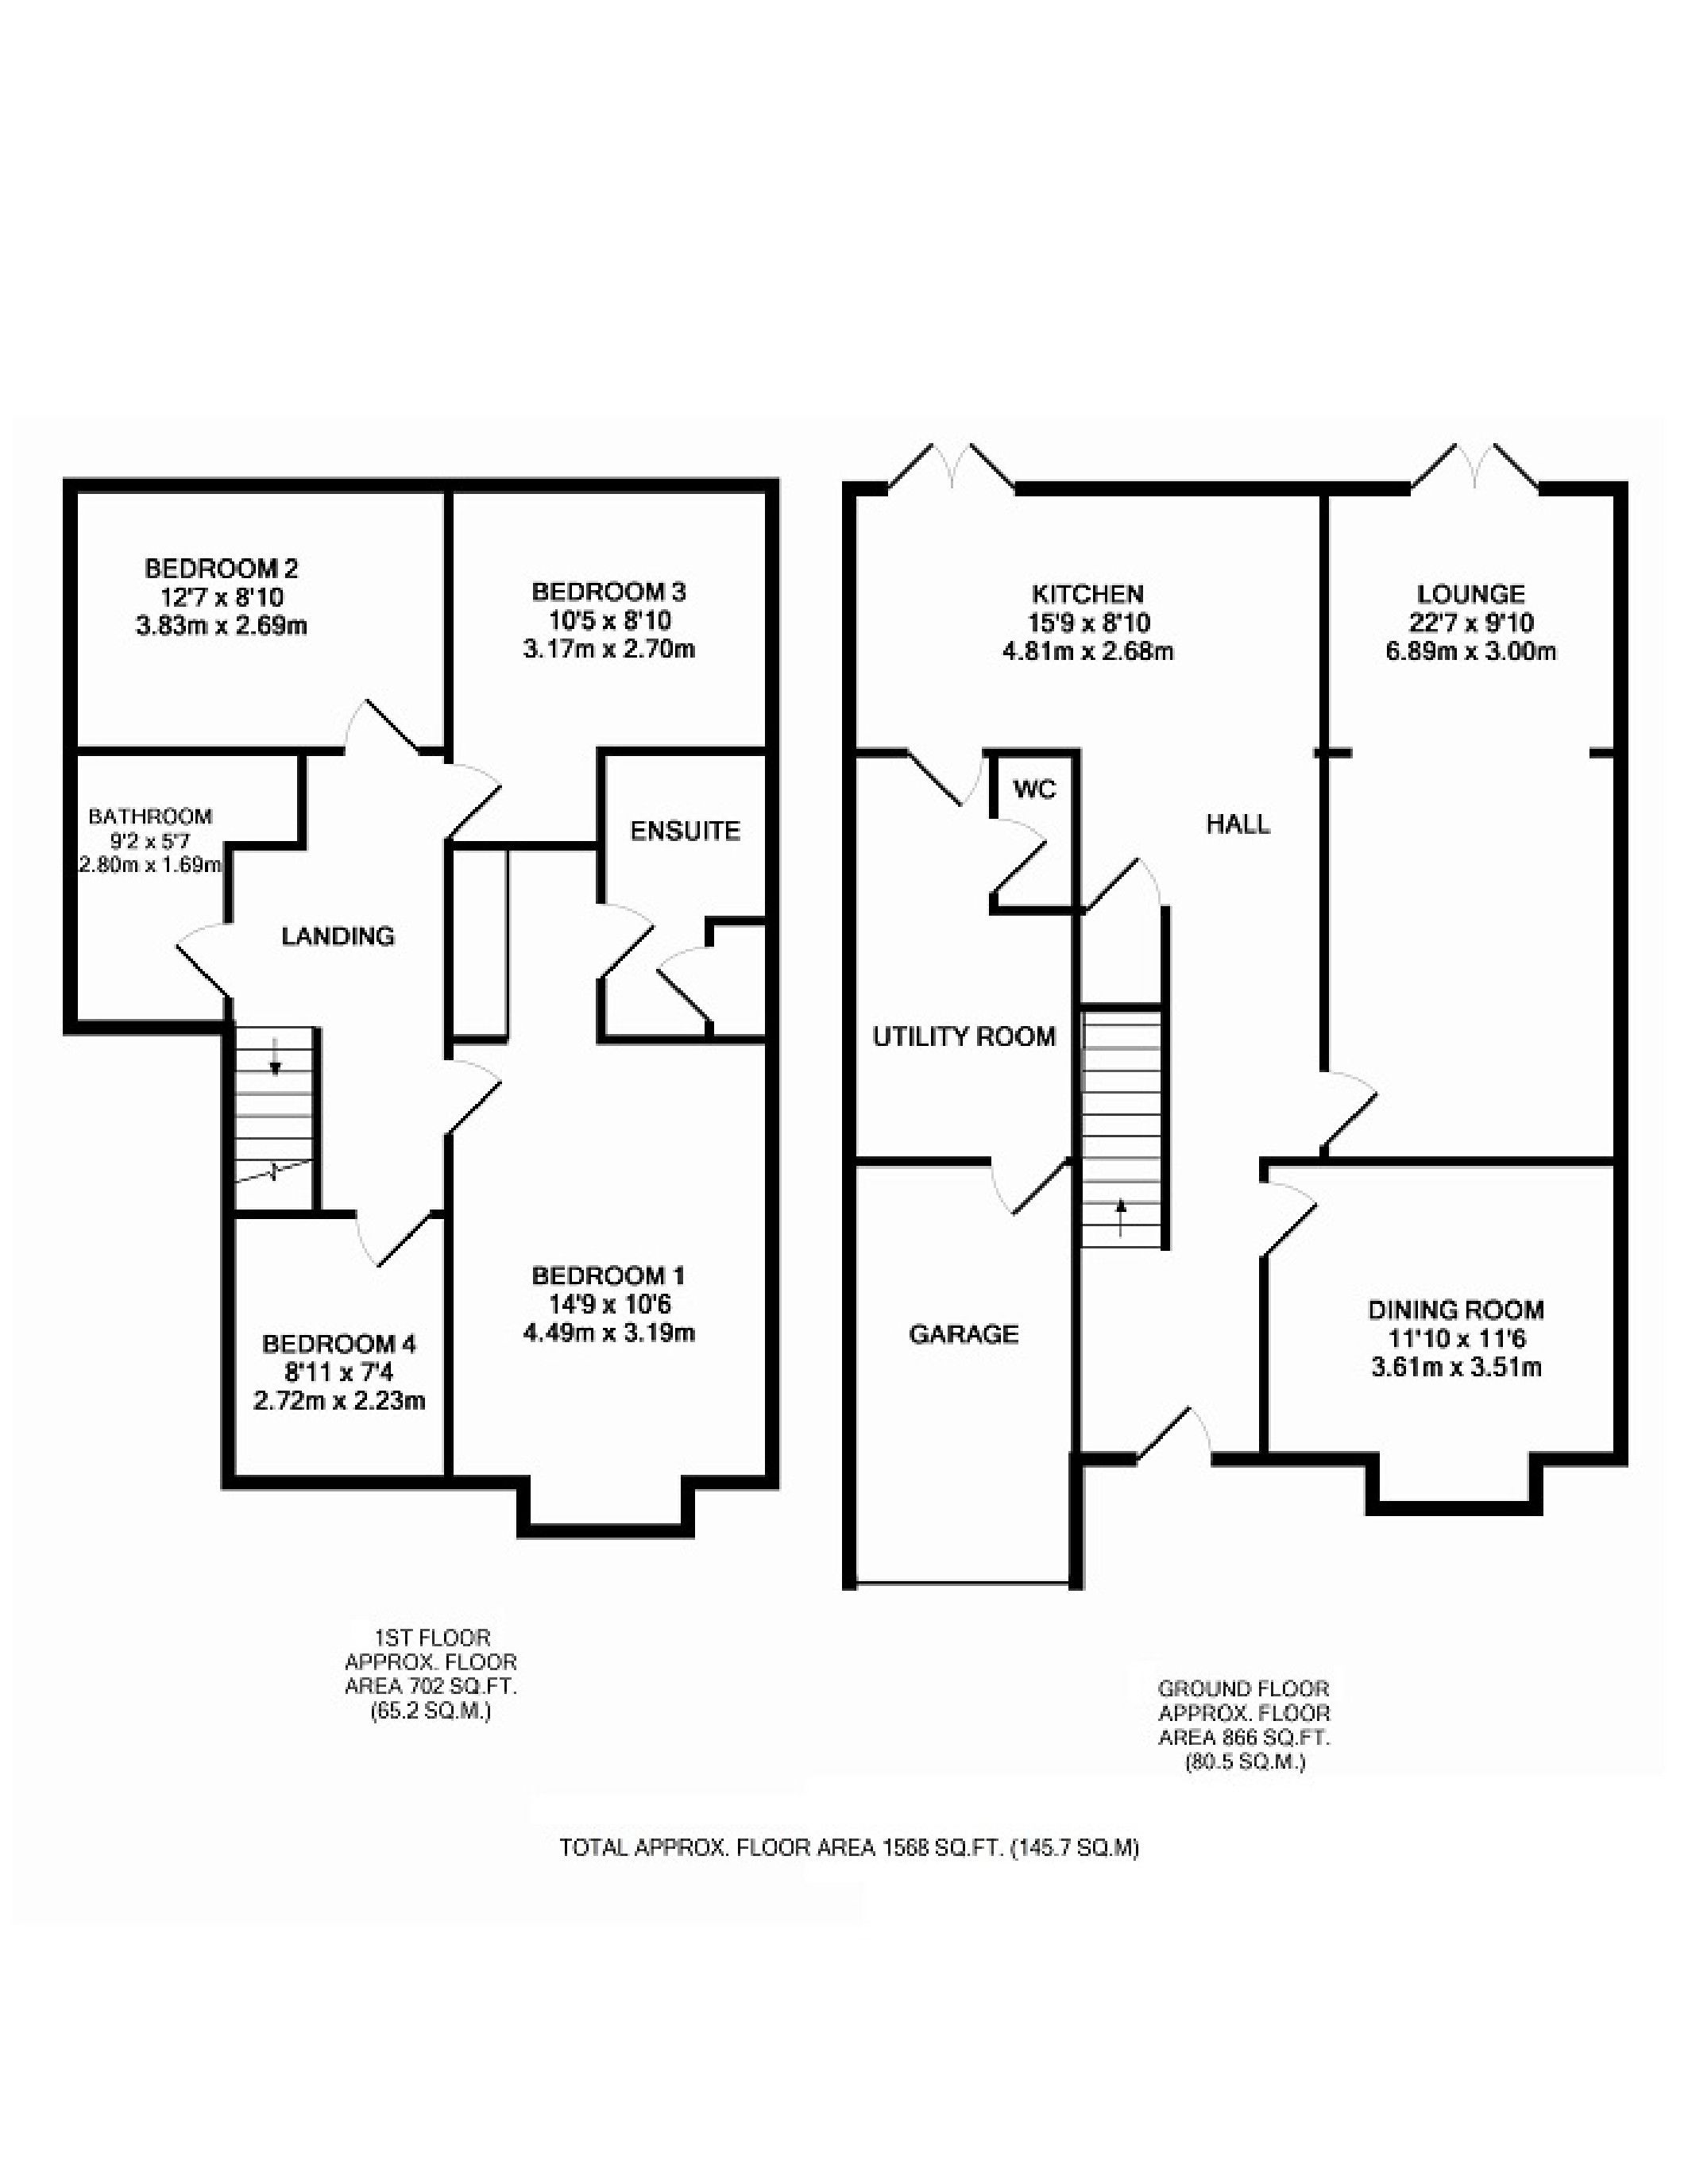 BEDROOM 2
12'7 x 8'10
3.83m x 2.69m
BEDROOM 3
10'5 x 8'10
3.17m x 2.70m
BATHROOM
9'2 x 5'7
2.80m x 1.69m
ENSUITE
LANDING
BEDROOM 1
14'9 x 10'6
4.49m x 3.19m
BEDROOM 4
8'11 x 7'4
2.72m x 2.23m
1ST FLOOR
APPROX. FLOOR
AREA 702 SQ.FT.
(65.2 SQ.M.)
KITCHEN
15'9 x 8'10
4.81m x 2.68m
LOUNGE
22'7 x 9'10
6.89m x 3.00m
WC
HALL
UTILITY ROOM
GARAGE
DINING ROOM
11'10 x 11'6
3.61m x 3.51m
GROUND FLOOR
APPROX. FLOOR
AREA 866 SQ.FT.
(80.5 SQ.M.)
TOTAL APPROX. FLOOR AREA 1568 SQ.FT. (145.7 SQ.M)